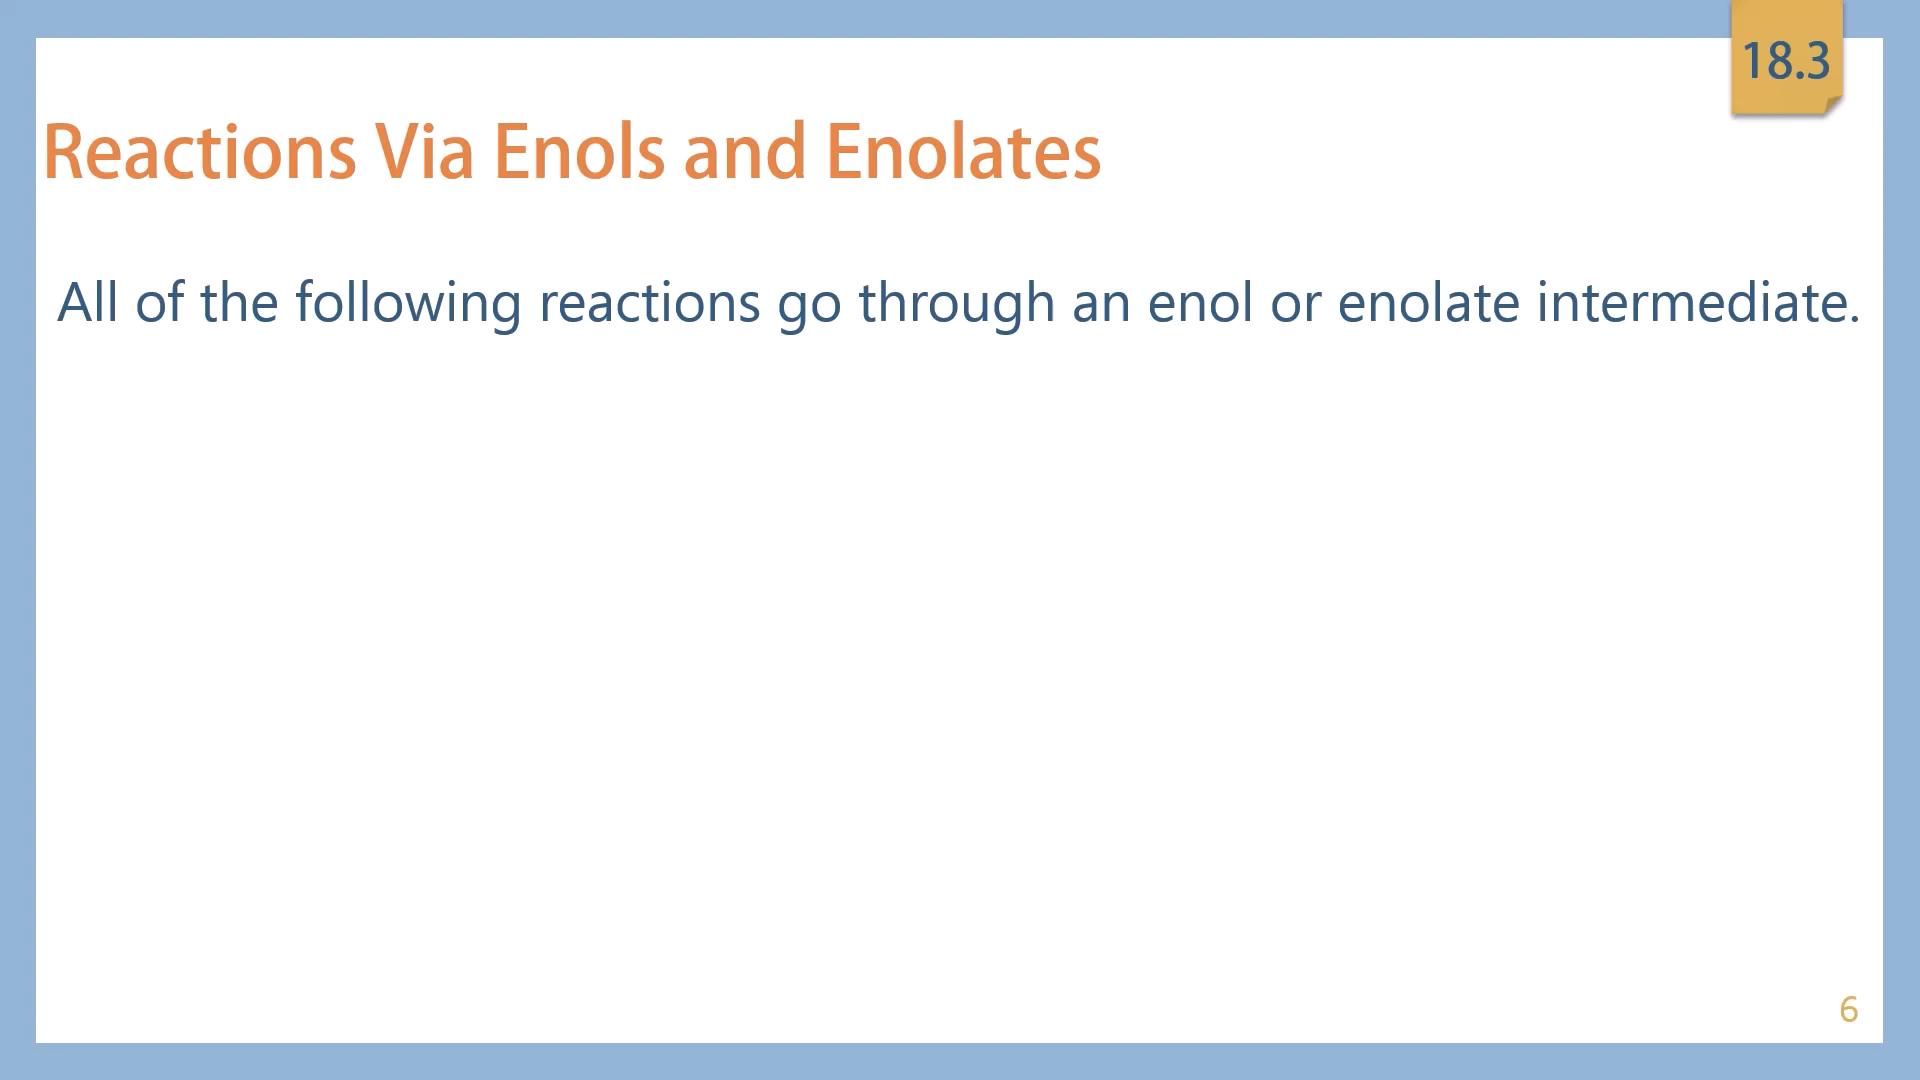 18.3
Reactions Via Enols and Enolates
All of the following reactions go through an enol or enolate intermediate.
6